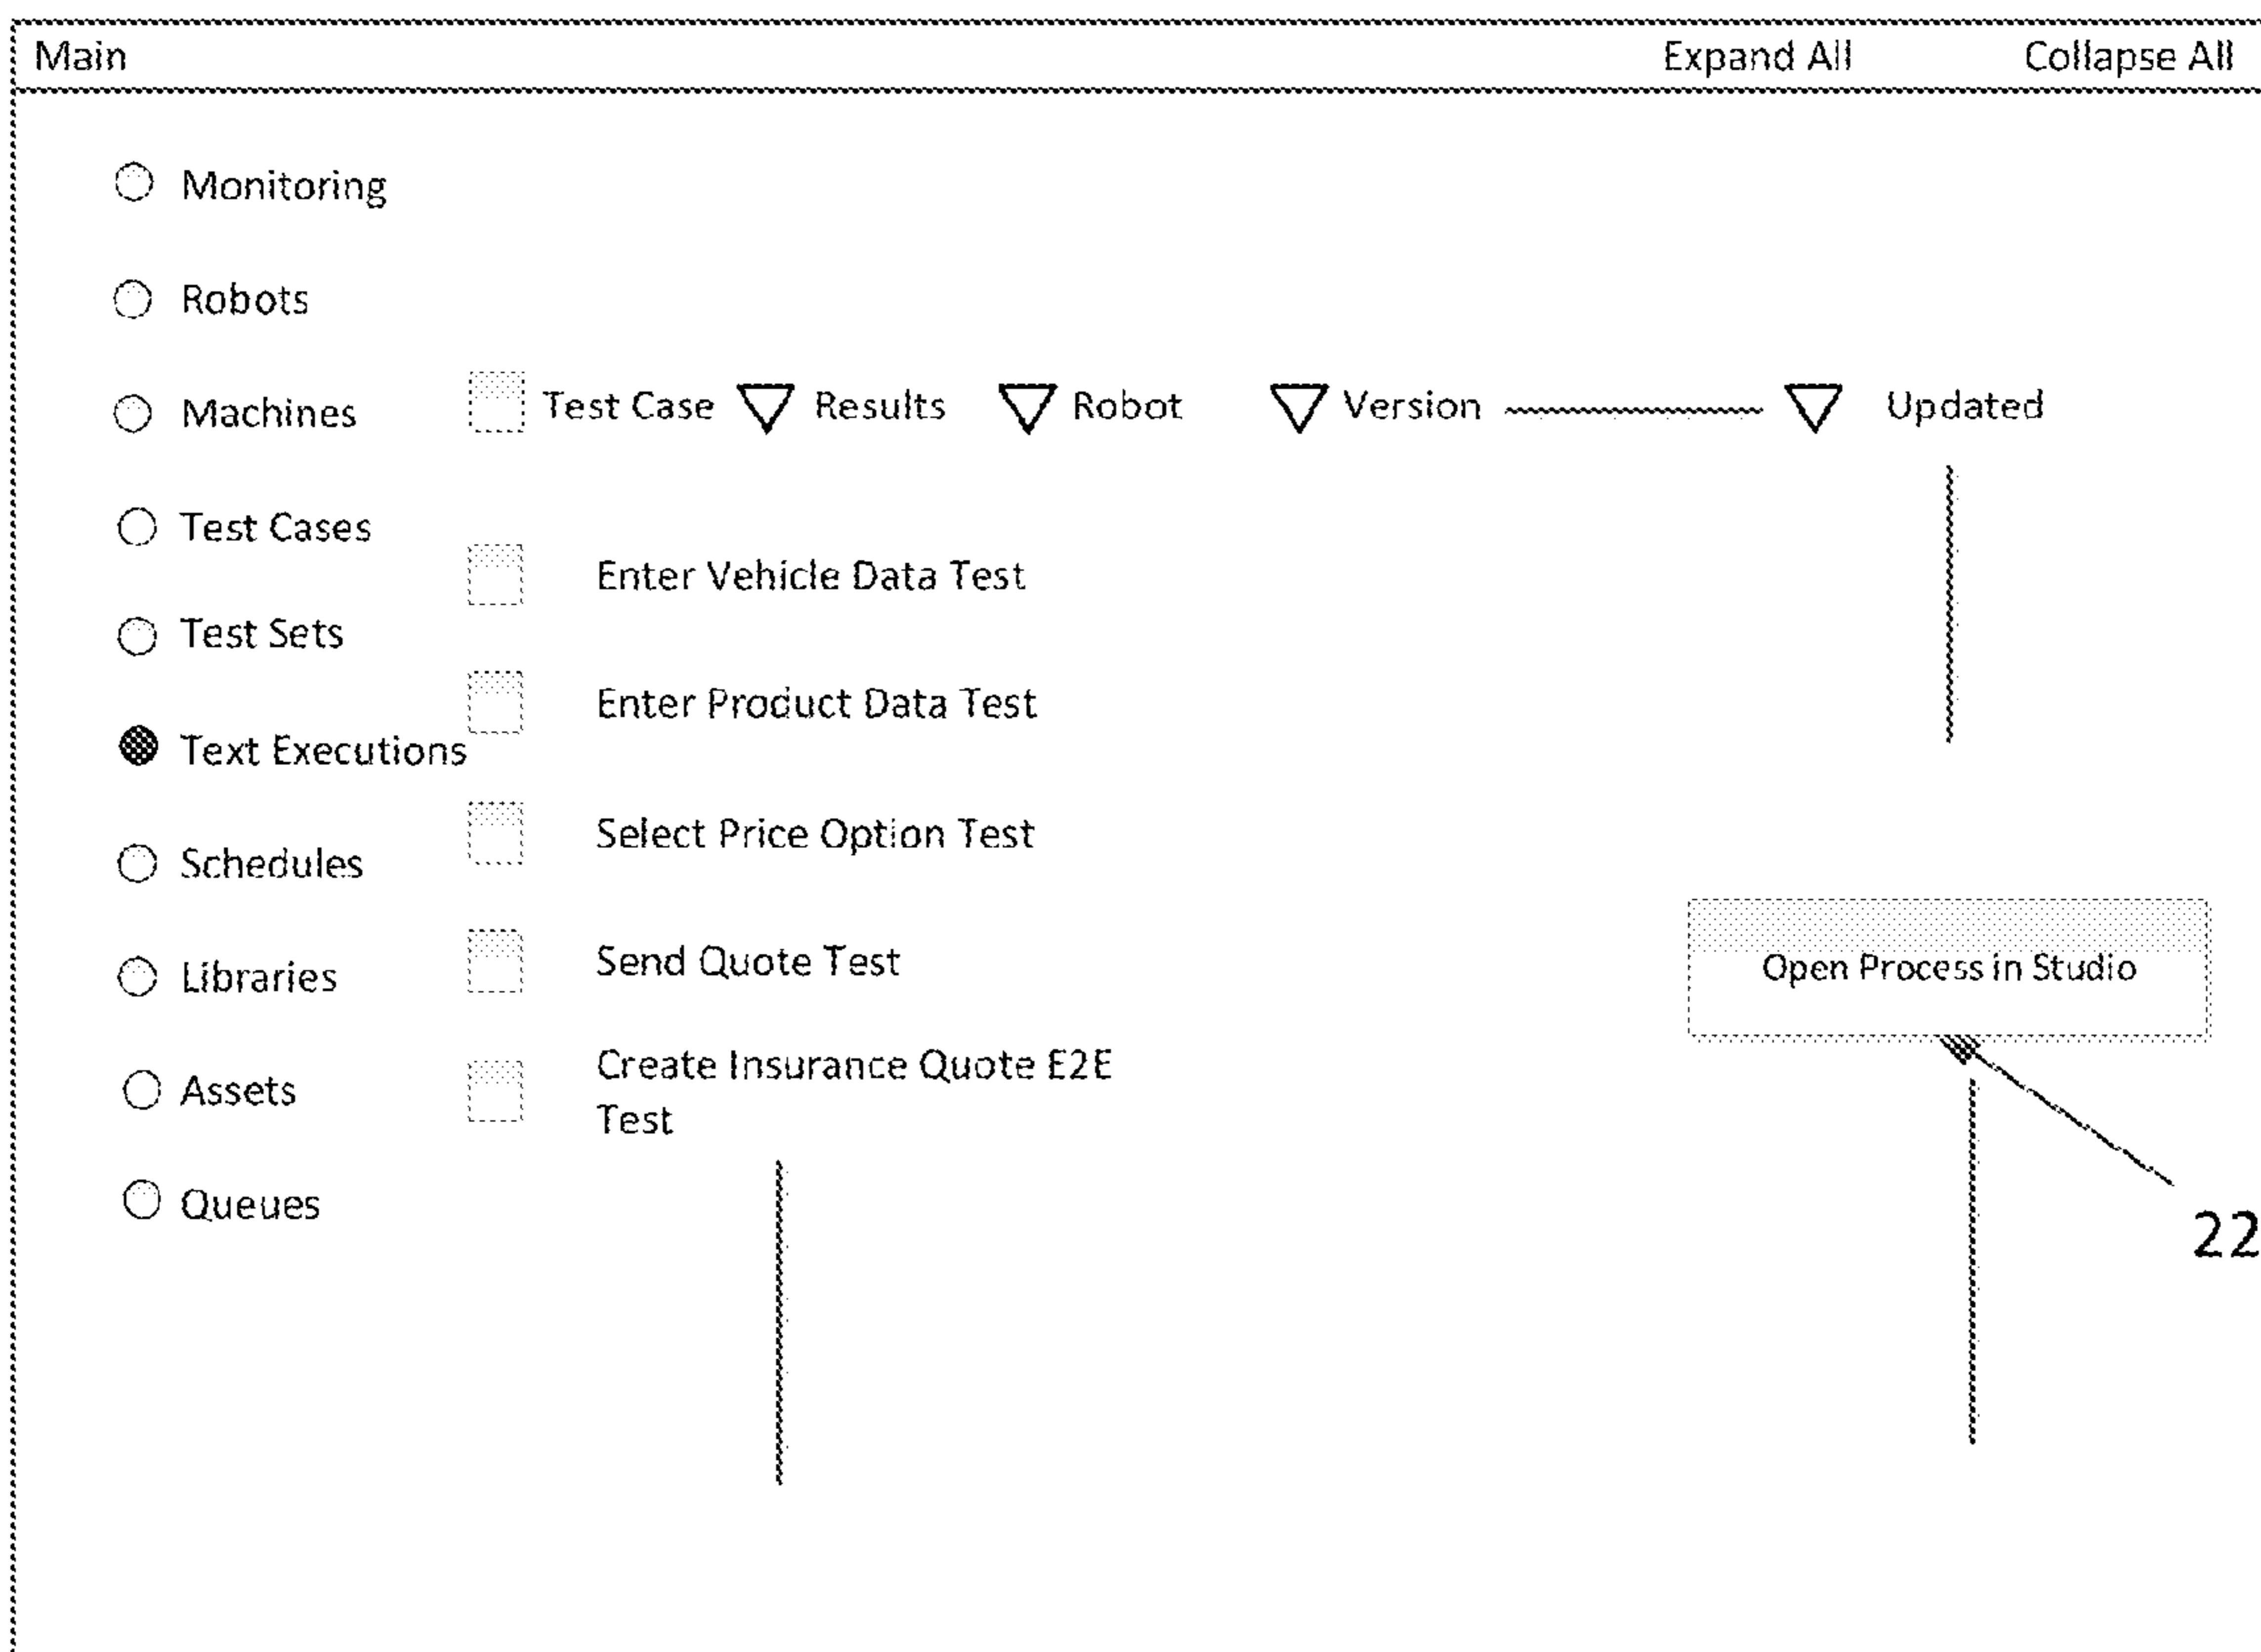 Main Expand All Collapse All
Monitoring
Robots
Machines
Test Cases
Test Sets
Text Executions
Schedules
Libraries
Assets
Queues
Test Case Results Robot Version Updated
Enter Vehicle Data Test
Enter Product Data Test
Select Price Option Test
Send Quote Test
Create Insurance Quote E2E
Test
Open Process in Studio
22